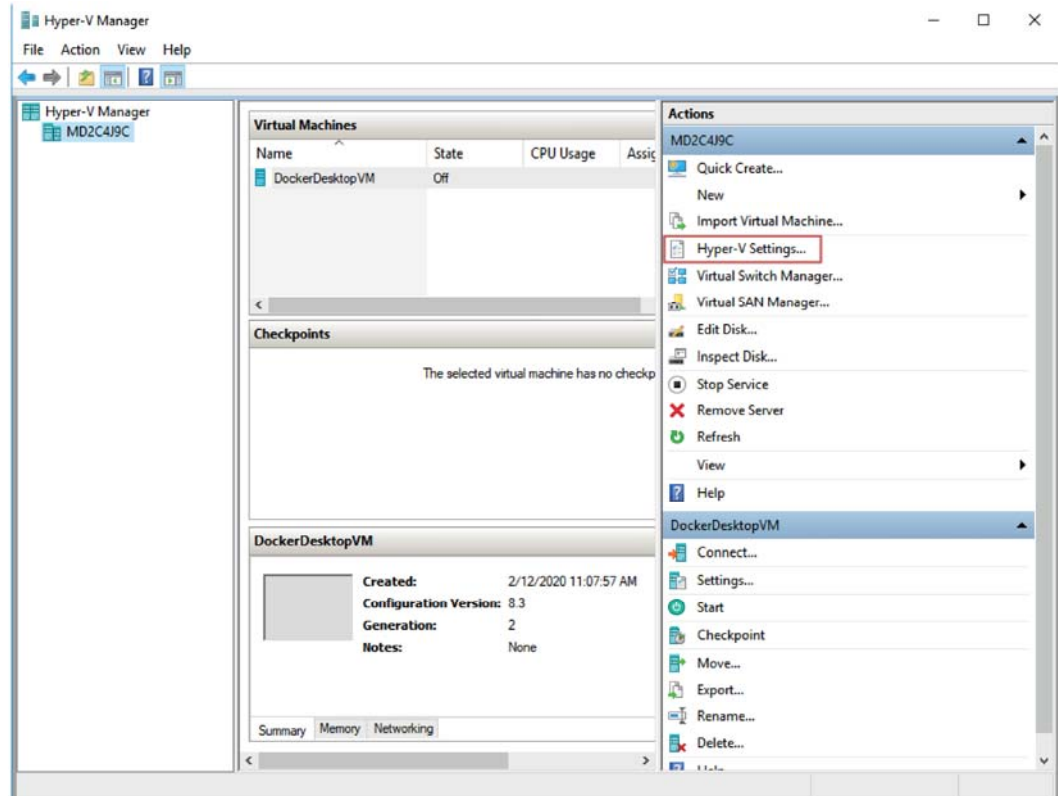 Hyper-V Manager
File Action View Help
Hyper-V Manager
MD2C4J9C
Virtual Machines
Name State CPU Usage Assig
DockerDesktopVM Off
Checkpoints
The selected virtual machine has no checkp
DockerDesktopVM
Created: 2/12/2020 11:07:57 AM
Configuration Version: 8.3
Generation: 2
Notes: None
Summary Memory Networking
Actions
MD2C4J9C
Quick Create...
New
Import Virtual Machine...
Hyper-V Settings...
Virtual Switch Manager...
Virtual SAN Manager...
Edit Disk...
Inspect Disk...
Stop Service
Remove Server
Refresh
View
Help
DockerDesktopVM
Connect...
Settings...
Start
Checkpoint
Move...
Export...
Rename...
Delete...